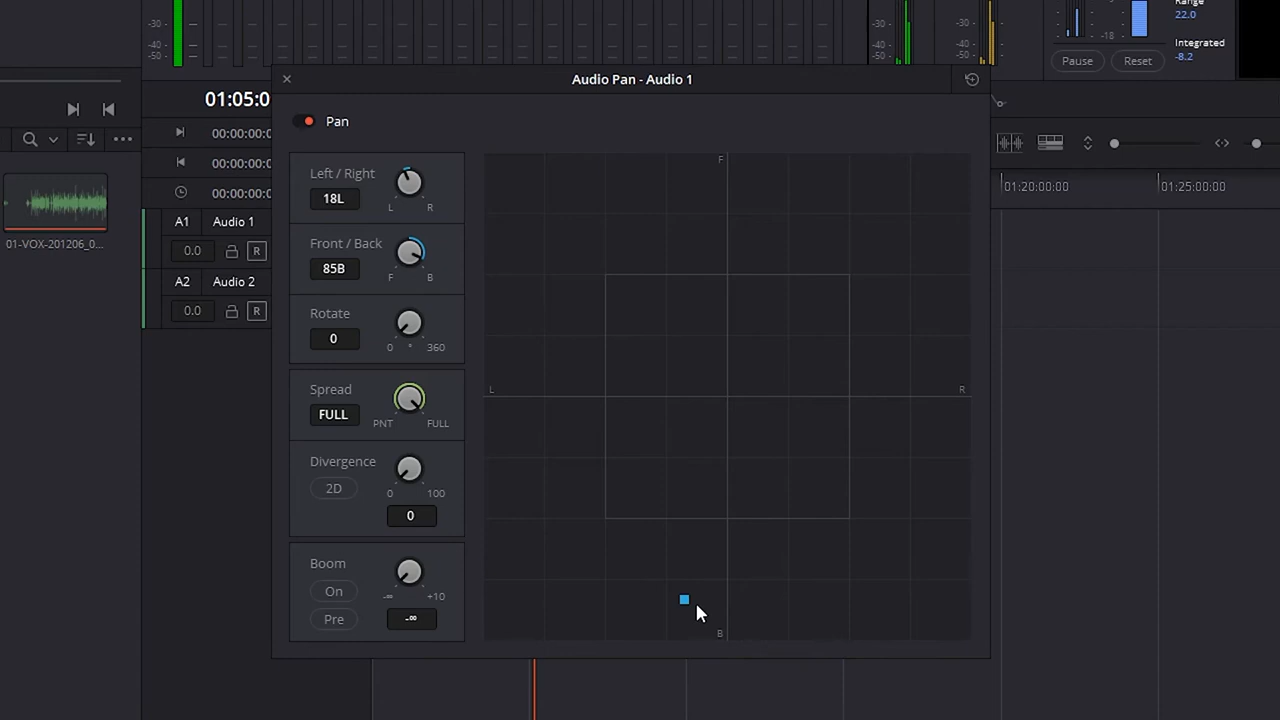 -30
-40
-50
-30
-40
-50
-30
-40
-50
-18
Range
22.0
Integrated
-8.2
Pause
Reset
Audio Pan - Audio 1
01:05:0
Pan
00:00:00:0
00:00:00:0
00:00:00:0
01:20:00:00
01:25:00:00
01-VOX-201206_0...
A1 Audio 1
0.0 R
A2 Audio 2
0.0 R
Left / Right
18L
L R
Front / Back
85B
F B
Rotate
0
0 ° 360
Spread
FULL
PNT FULL
Divergence
2D
0 100
0
Boom
On
-∞ +10
Pre
-∞
F
L
R
B